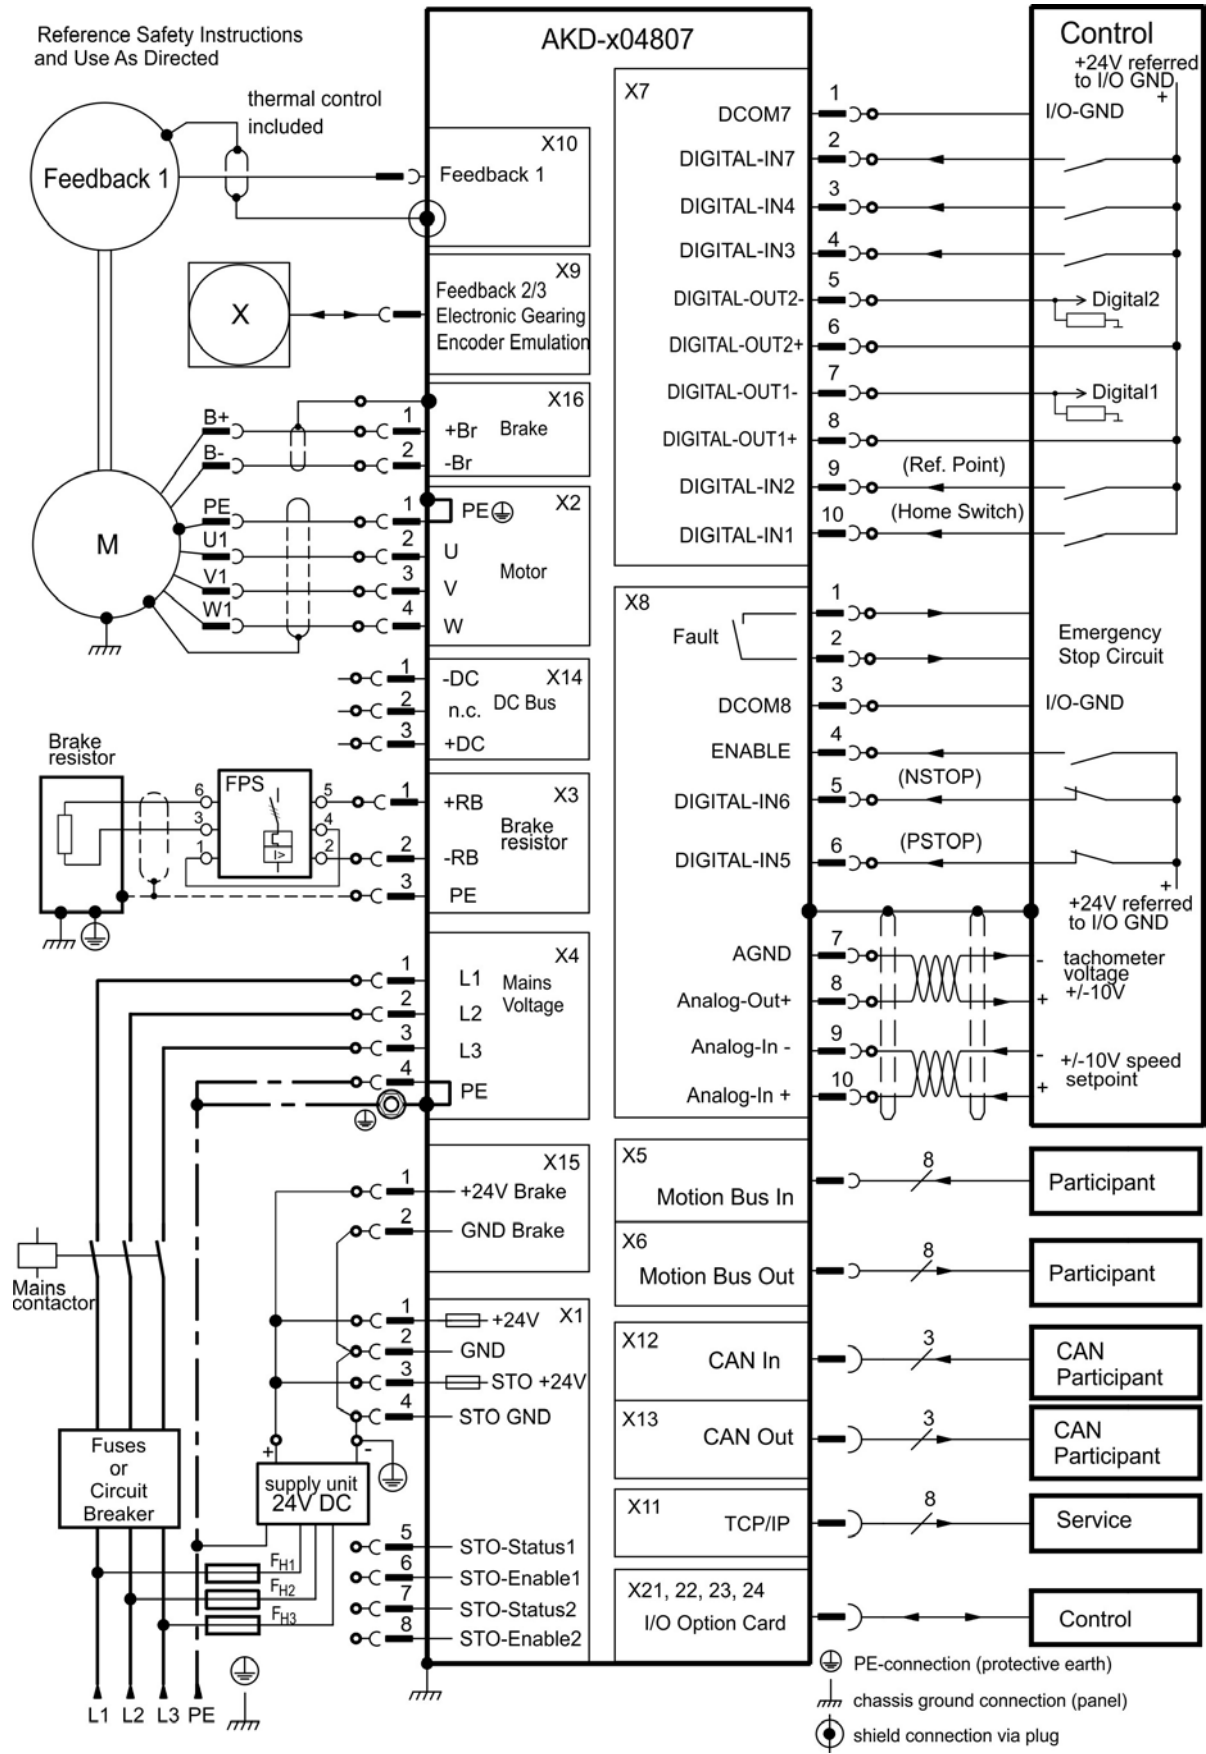 Reference Safety Instructions
and Use As Directed
AKD-x04807
Control
+24V referred
to I/O GND
+
thermal control
included
Feedback 1
X10
Feedback 1
X
X9
Feedback 2/3
Electronic Gearing
Encoder Emulation
X16
B+
1
+Br
Brake
B-
2
-Br
M
X2
PE
1
PE
U1
2
U
V1
3
V
Motor
W1
4
W
X14
1
-DC
DC Bus
2
n.c.
3
+DC
Brake
resistor
FPS
6
5
3
4
1
2
I>
X3
1
+RB
Brake
resistor
2
-RB
3
PE
X4
1
L1
Mains
Voltage
2
L2
3
L3
4
PE
X15
1
+24V Brake
2
GND Brake
Mains
contactor
X1
1
+24V
2
GND
3
STO +24V
4
STO GND
Fuses
or
Circuit
Breaker
+
-
supply unit
24V DC
5
STO-Status1
6
STO-Enable1
7
STO-Status2
8
STO-Enable2
FH1
FH2
FH3
L1 L2 L3 PE
X7
DCOM7
1
I/O-GND
DIGITAL-IN7
2
DIGITAL-IN4
3
DIGITAL-IN3
4
DIGITAL-OUT2-
5
Digital2
DIGITAL-OUT2+
6
DIGITAL-OUT1-
7
Digital1
DIGITAL-OUT1+
8
DIGITAL-IN2
9
(Ref. Point)
DIGITAL-IN1
10
(Home Switch)
X8
Fault
1
2
Emergency
Stop Circuit
DCOM8
3
I/O-GND
ENABLE
4
DIGITAL-IN6
5
(NSTOP)
DIGITAL-IN5
6
(PSTOP)
+
+24V referred
to I/O GND
AGND
7
-
tachometer
voltage
+/-10V
Analog-Out+
8
+
Analog-In -
9
-
+/-10V speed
setpoint
Analog-In +
10
+
X5
Motion Bus In
8
Participant
X6
Motion Bus Out
8
Participant
X12
CAN In
3
CAN
Participant
X13
CAN Out
3
CAN
Participant
X11
TCP/IP
8
Service
X21, 22, 23, 24
I/O Option Card
Control
PE-connection (protective earth)
chassis ground connection (panel)
shield connection via plug